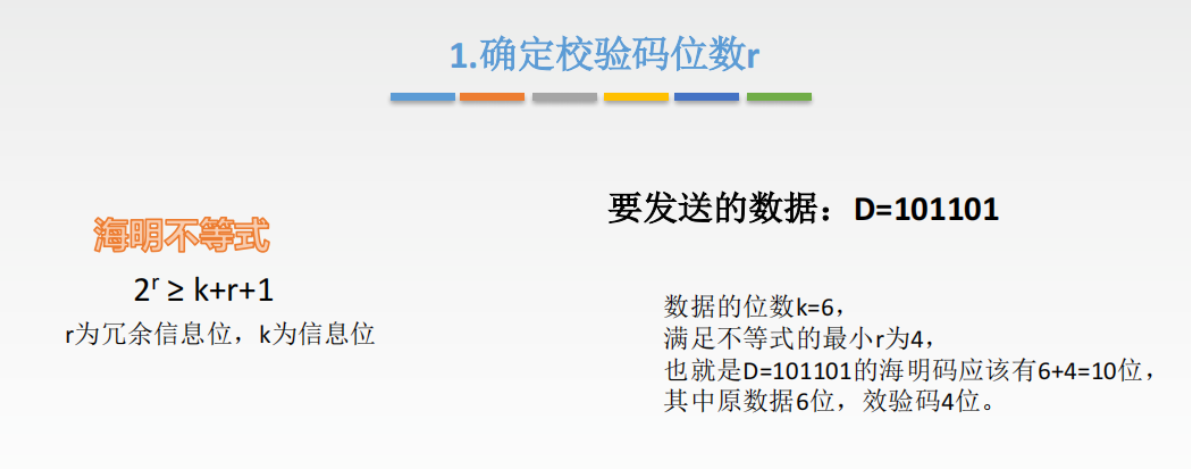 1.确定校验码位数r
海明不等式
2ʳ ≥ k+r+1
r为冗余信息位，k为信息位
要发送的数据：D=101101
数据的位数k=6，
满足不等式的最小r为4，
也就是D=101101的海明码应该有6+4=10位，
其中原数据6位，效验码4位。